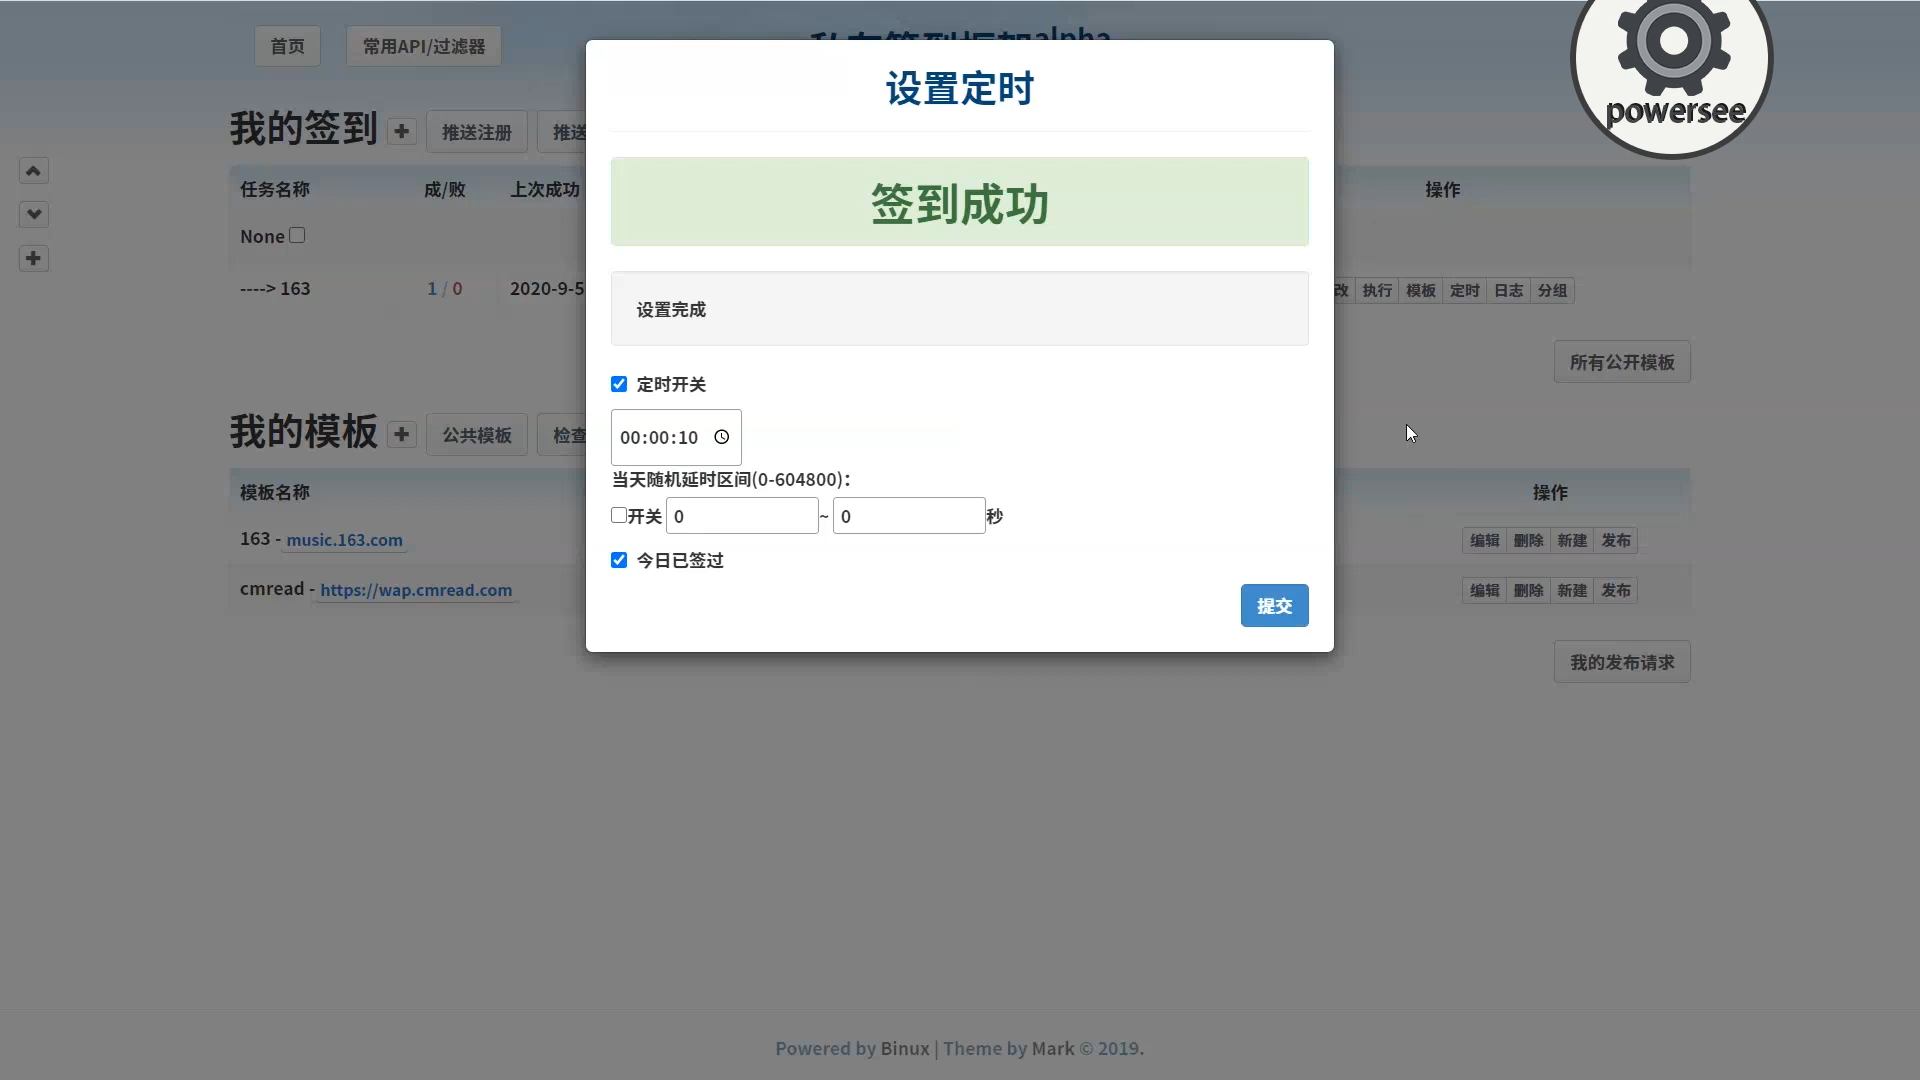 首页 常用API/过滤器
设置定时
powersee
我的签到 推送注册
签到成功
任务名称 成/败 上次成功 操作
None
----> 163 1 / 0 2020-9-5 改 执行 模板 定时 日志 分组
设置完成
所有公开模板
定时开关
00:00:10
当天随机延时区间(0-604800):
开关 0 ~ 0 秒
今日已签过
提交
我的模板 公共模板 检查
模板名称 操作
163 - music.163.com 编辑 删除 新建 发布
cmread - https://wap.cmread.com 编辑 删除 新建 发布
我的发布请求
Powered by Binux | Theme by Mark © 2019.